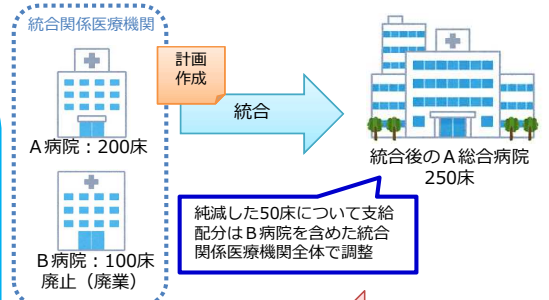 統合関係医療機関
計画
作成
統合
A病院：200床
B病院：100床
廃止（廃業）
統合後のA総合病院
250床
純減した50床について支給
配分はB病院を含めた統合
関係医療機関全体で調整